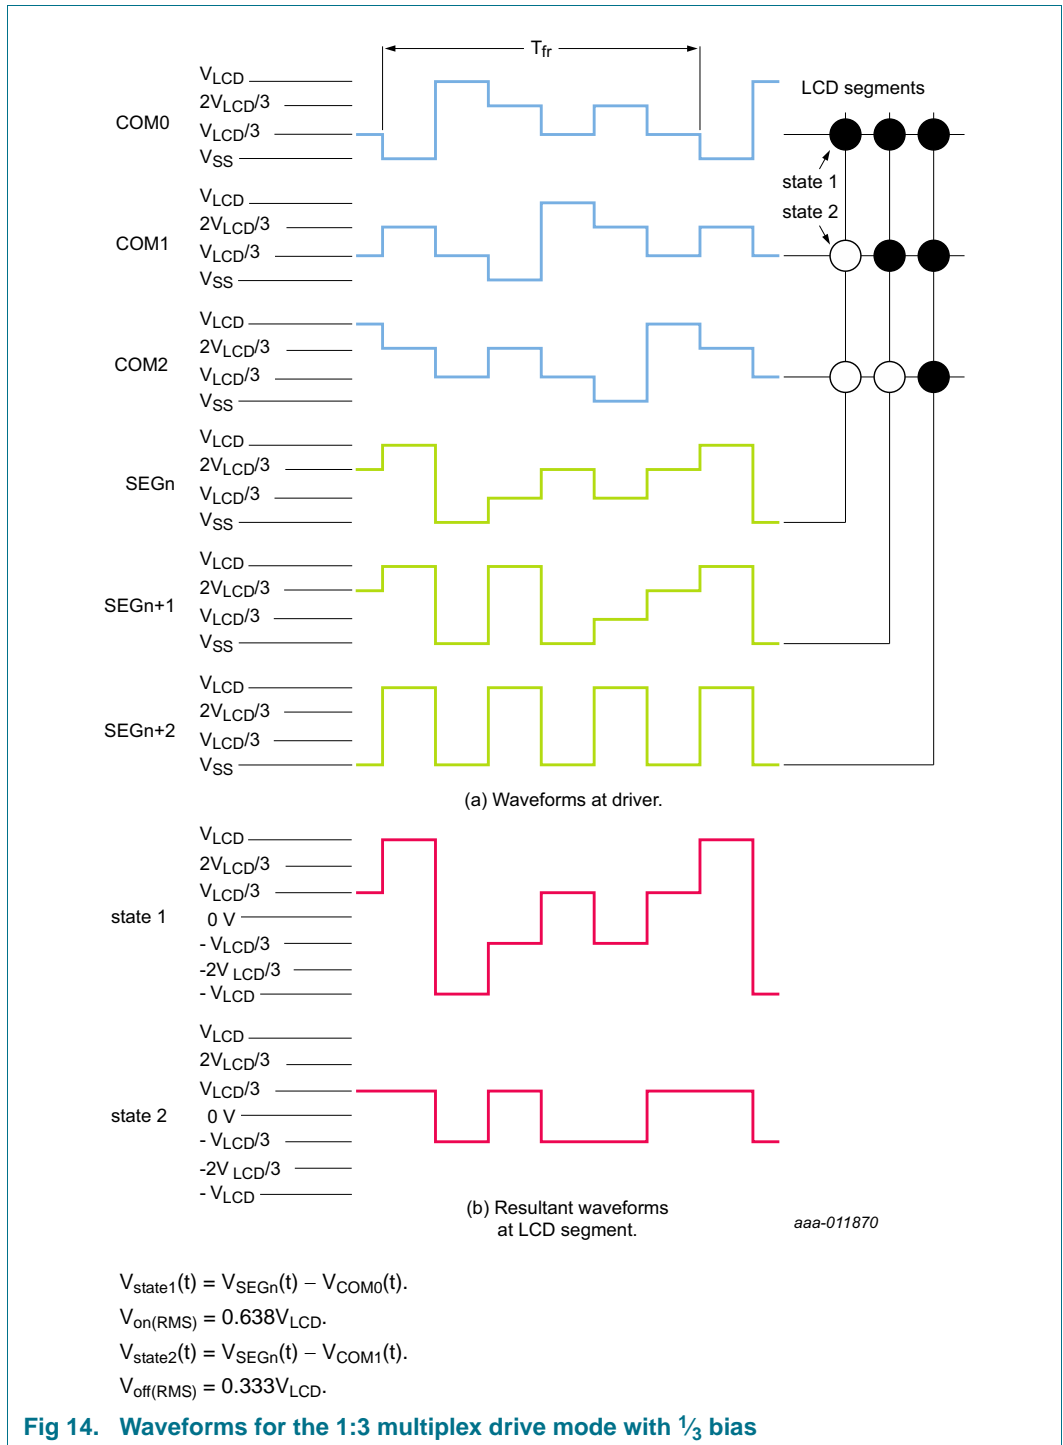 T_fr
V_LCD
2V_LCD/3
COM0
V_LCD/3
V_SS
LCD segments
state 1
state 2
V_LCD
2V_LCD/3
COM1
V_LCD/3
V_SS
V_LCD
2V_LCD/3
COM2
V_LCD/3
V_SS
V_LCD
2V_LCD/3
SEGn
V_LCD/3
V_SS
V_LCD
2V_LCD/3
SEGn+1
V_LCD/3
V_SS
V_LCD
2V_LCD/3
SEGn+2
V_LCD/3
V_SS
(a) Waveforms at driver.
V_LCD
2V_LCD/3
V_LCD/3
state 1
0 V
- V_LCD/3
-2V_LCD/3
- V_LCD
V_LCD
2V_LCD/3
V_LCD/3
state 2
0 V
- V_LCD/3
-2V_LCD/3
- V_LCD
(b) Resultant waveforms
at LCD segment.
aaa-011870
V_state1(t) = V_SEGn(t) − V_COM0(t).
V_on(RMS) = 0.638V_LCD.
V_state2(t) = V_SEGn(t) − V_COM1(t).
V_off(RMS) = 0.333V_LCD.
Fig 14. Waveforms for the 1:3 multiplex drive mode with 1⁄3 bias